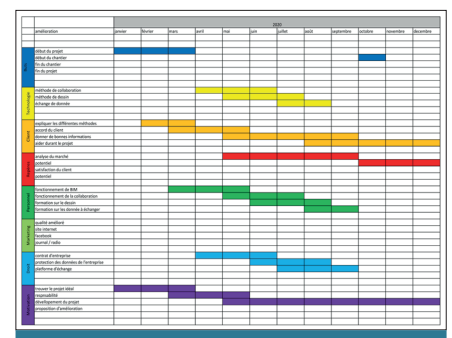 2020
amélioration janvier février mars avril mai juin juillet août septembre octobre novembre decembre
début du projet
début du chantier
fin du chantier
fin du projet
méthode de collaboration
méthode de dessin
échange de donnée
Client
expliquer les différentes méthodes
accord du client
donner de bonnes informations
aider durant le projet
analyse du marché
potentiel
satisfaction du client
potentiel
fonctionnement de BIM
fonctionnement de la collaboration
formation sur le dessin
formation sur les donnée à échanger
Marketing
qualité amélioré
site internet
facebook
journal / radio
contrat d'entreprise
protection des données de l'entreprise
plateforme d'échange
trouver le projet idéal
responsabilité
dévellopement du projet
proposition d'amélioration